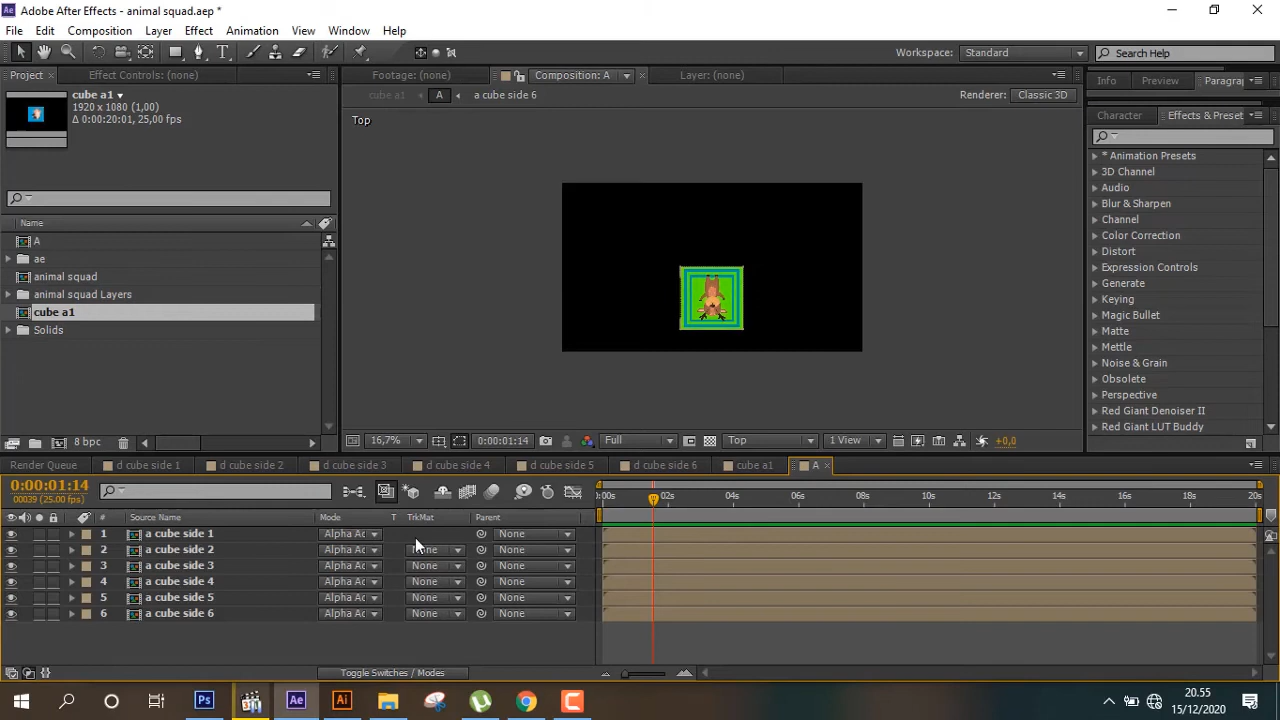 Ae Adobe After Effects - animal squad.aep *
File Edit Composition Layer Effect Animation View Window Help
Workspace: Standard Search Help
Project Effect Controls: (none) Footage: (none) Composition: A Layer: (none) Info Preview Paragra
cube a1
1920 x 1080 (1,00)
Δ 0:00:20:01, 25,00 fps
cube a1 A a cube side 6 Renderer: Classic 3D
Top
Character Effects & Preset
Name
A
ae
animal squad
animal squad Layers
cube a1
Solids
* Animation Presets
3D Channel
Audio
Blur & Sharpen
Channel
Color Correction
Distort
Expression Controls
Generate
Keying
Magic Bullet
Matte
Mettle
Noise & Grain
Obsolete
Perspective
Red Giant Denoiser II
Red Giant LUT Buddy
8 bpc 16,7% 0:00:01:14 Full Top 1 View +0,0
Render Queue d cube side 1 d cube side 2 d cube side 3 d cube side 4 d cube side 5 d cube side 6 cube a1 A
0:00:01:14
00039 (25.00 fps)
:00s 02s 04s 06s 08s 10s 12s 14s 16s 18s 20s
# Source Name Mode T TrkMat Parent
1 a cube side 1 Alpha Ac None
2 a cube side 2 Alpha Ac None None
3 a cube side 3 Alpha Ac None None
4 a cube side 4 Alpha Ac None None
5 a cube side 5 Alpha Ac None None
6 a cube side 6 Alpha Ac None None
Toggle Switches / Modes
Ps Ae Ai
20.55
15/12/2020